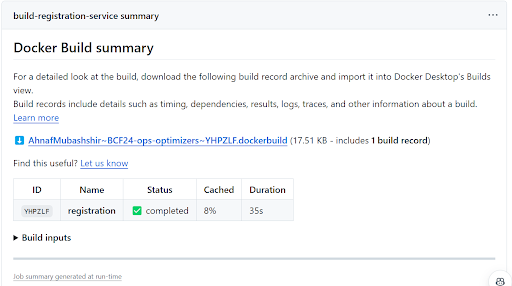 build-registration-service summary
Docker Build summary
For a detailed look at the build, download the following build record archive and import it into Docker Desktop's Builds
view.
Build records include details such as timing, dependencies, results, logs, traces, and other information about a build.
Learn more
AhnafMubashshir~BCF24-ops-optimizers~YHPZLF.dockerbuild (17.51 KB - includes 1 build record)
Find this useful? Let us know
ID Name Status Cached Duration
YHPZLF registration ✅ completed 8% 35s
Build inputs
Job summary generated at run-time